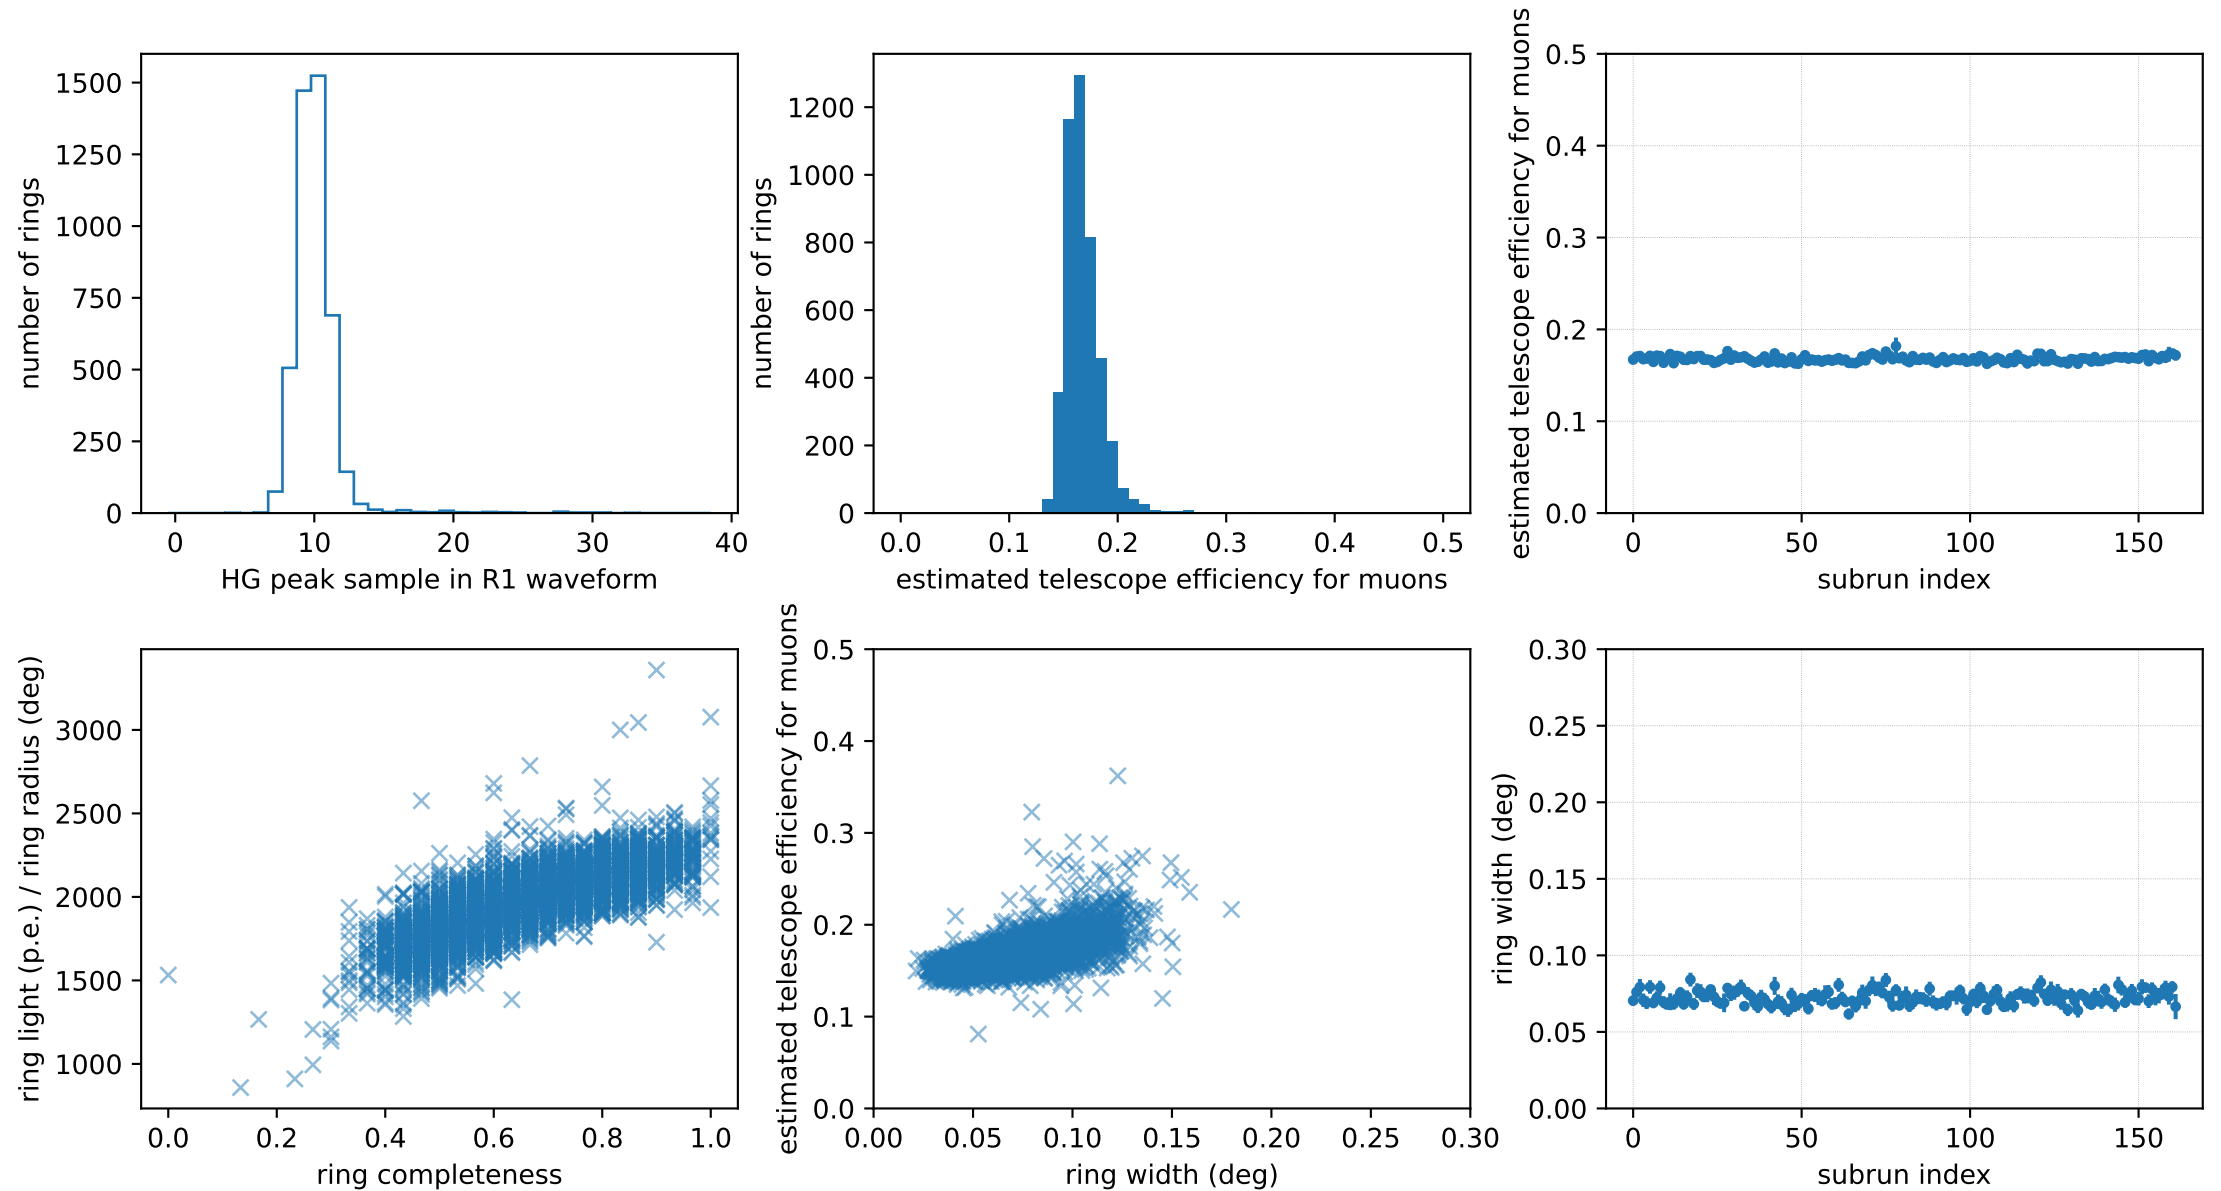 number of rings
1500
1250
1000
750
500
250
0
0 10 20 30 40
HG peak sample in R1 waveform
number of rings
1200
1000
800
600
400
200
0
0.0 0.1 0.2 0.3 0.4 0.5
estimated telescope efficiency for muons
estimated telescope efficiency for muons
0.5
0.4
0.3
0.2
0.1
0.0
0 50 100 150
subrun index
ring light (p.e.) / ring radius (deg)
3000
2500
2000
1500
1000
0.0 0.2 0.4 0.6 0.8 1.0
ring completeness
estimated telescope efficiency for muons
0.5
0.4
0.3
0.2
0.1
0.0
0.00 0.05 0.10 0.15 0.20 0.25 0.30
ring width (deg)
ring width (deg)
0.30
0.25
0.20
0.15
0.10
0.05
0.00
0 50 100 150
subrun index